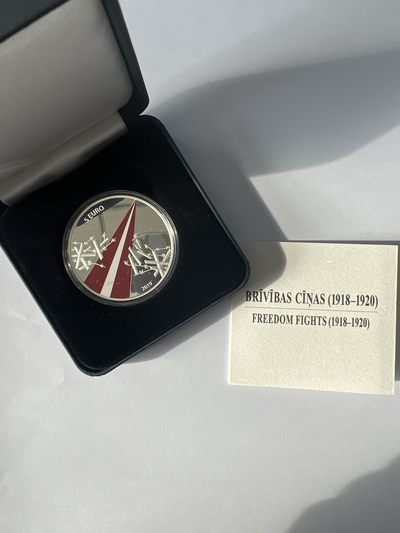 5 EURO
2019
BRĪVĪBAS CĪŅAS (1918–1920)
FREEDOM FIGHTS (1918–1920)